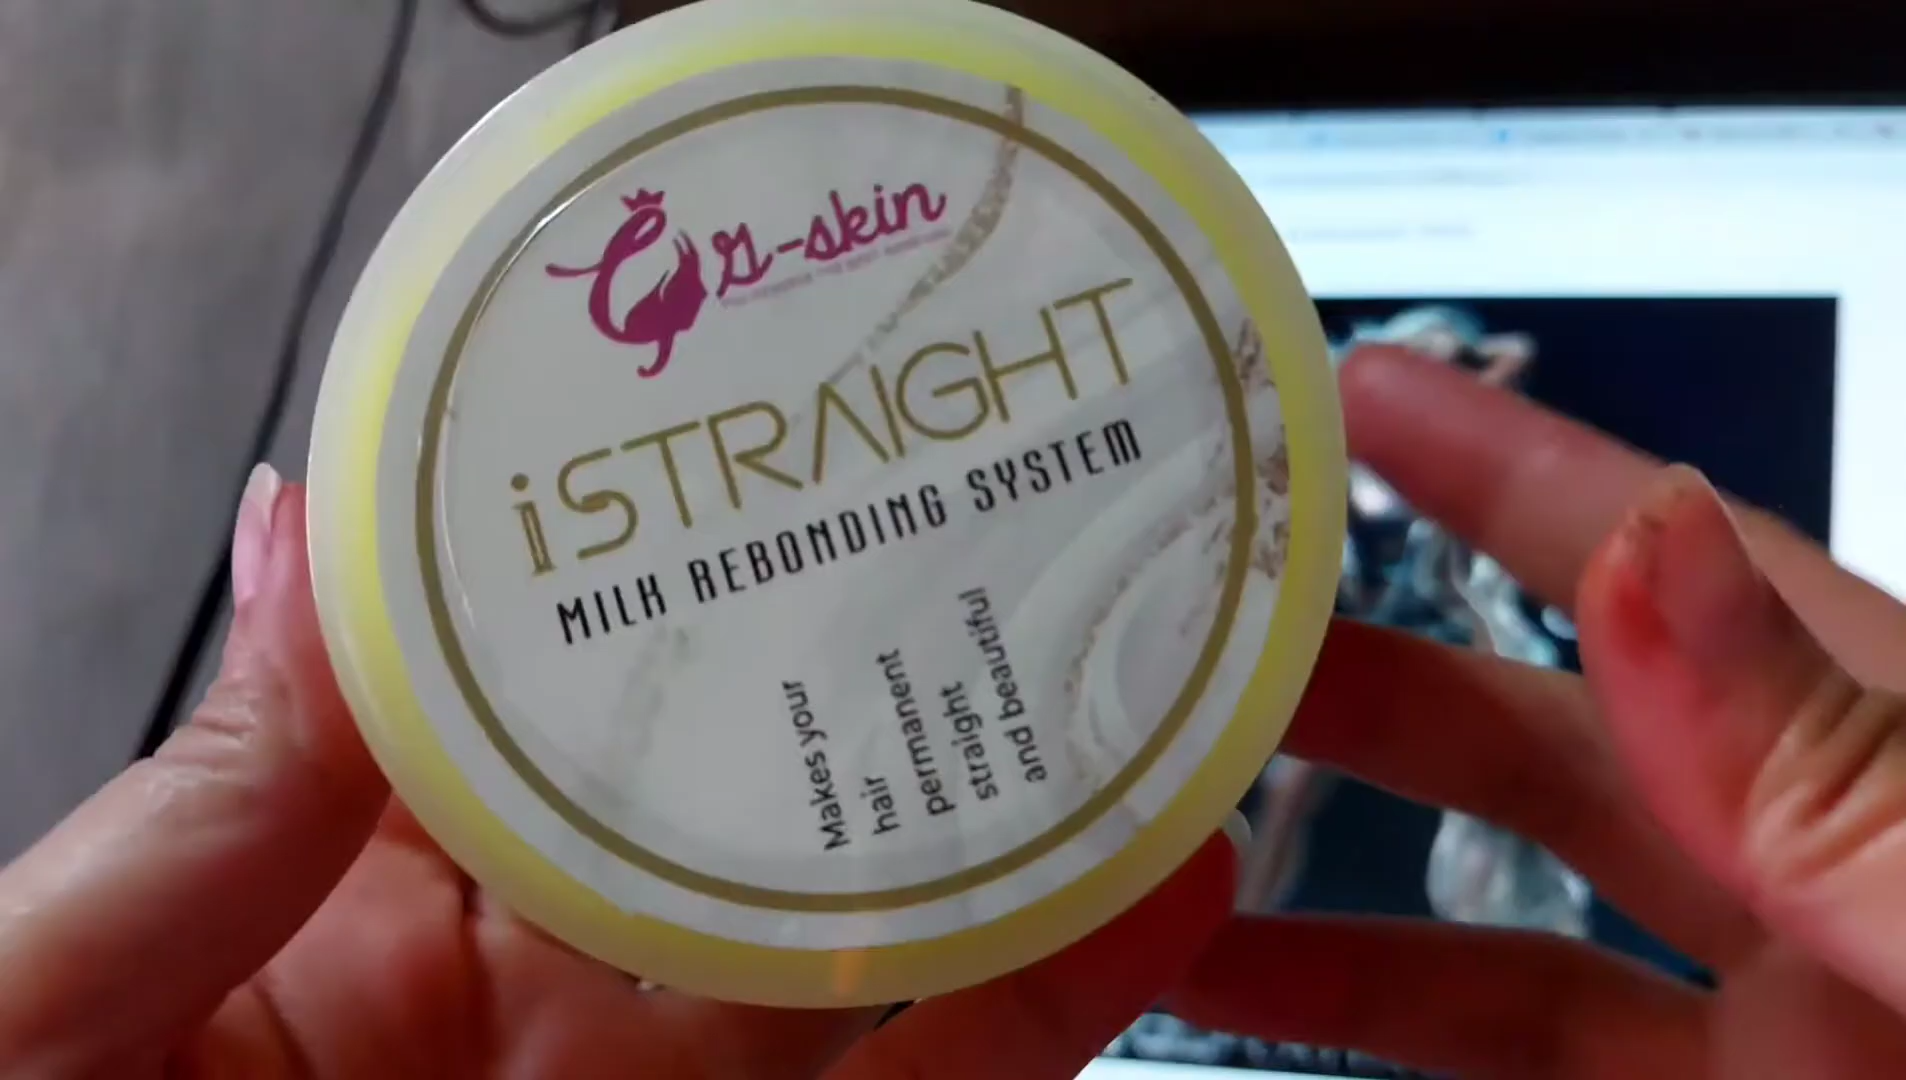 g-skin
iSTRAIGHT
MILK REBONDING SYSTEM
Makes your
hair
permanent
straight
and beautiful